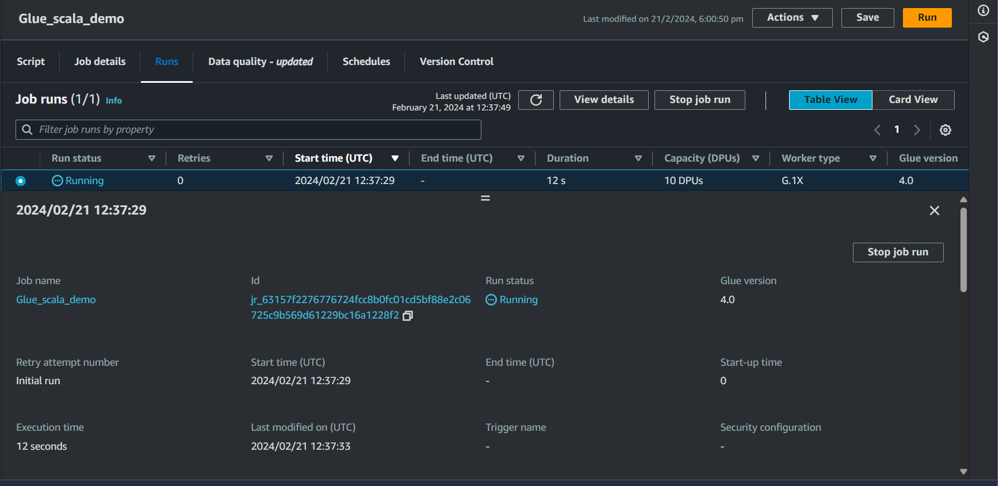 Glue_scala_demo
Last modified on 21/2/2024, 6:00:50 pm
Actions
Save
Run
Script
Job details
Runs
Data quality - updated
Schedules
Version Control
Job runs (1/1) Info
Last updated (UTC)
February 21, 2024 at 12:37:49
View details
Stop job run
Table View
Card View
Filter job runs by property
1
Run status
Retries
Start time (UTC)
End time (UTC)
Duration
Capacity (DPUs)
Worker type
Glue version
Running
0
2024/02/21 12:37:29
-
12 s
10 DPUs
G.1X
4.0
2024/02/21 12:37:29
Stop job run
Job name
Id
Run status
Glue version
Glue_scala_demo
jr_63157f2276776724fcc8b0fc01cd5bf88e2c06
725c9b569d61229bc16a1228f2
Running
4.0
Retry attempt number
Start time (UTC)
End time (UTC)
Start-up time
Initial run
2024/02/21 12:37:29
-
0
Execution time
Last modified on (UTC)
Trigger name
Security configuration
12 seconds
2024/02/21 12:37:33
-
-